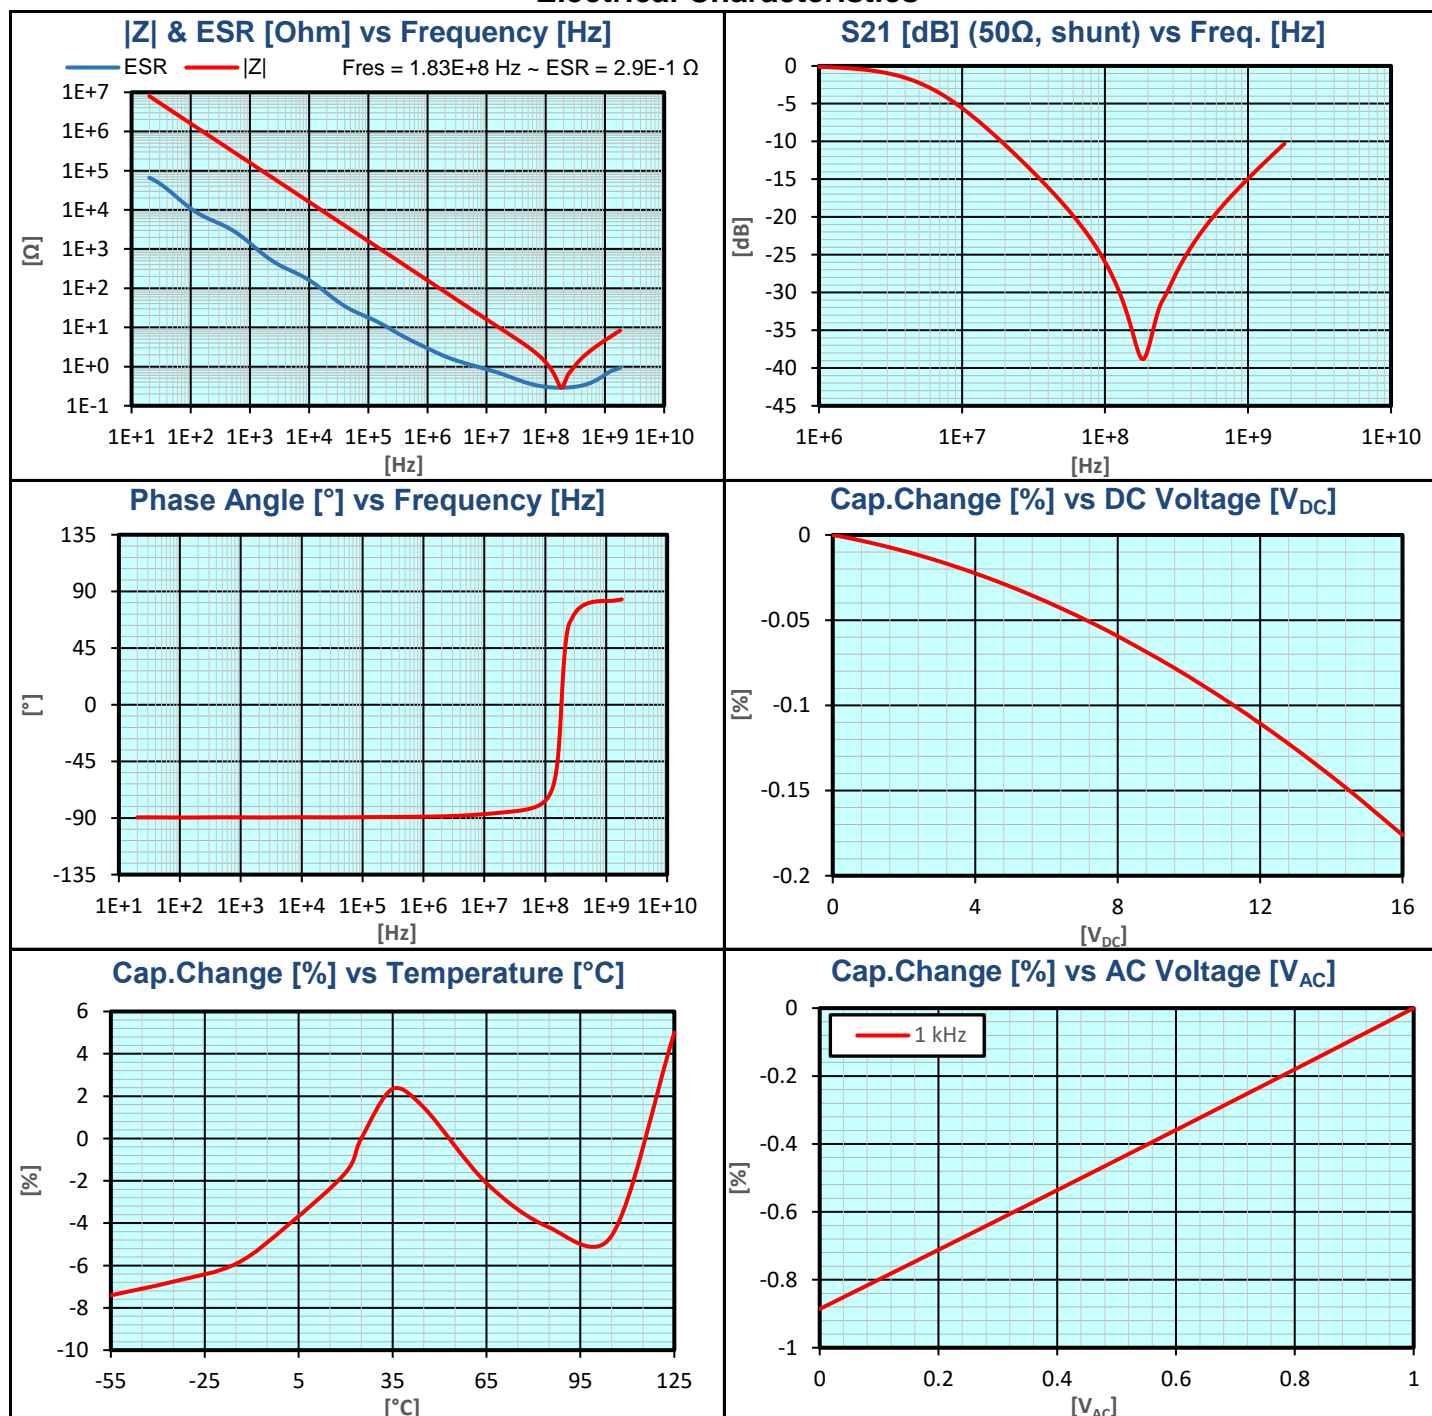 Electrical Characteristics
|Z| & ESR [Ohm] vs Frequency [Hz]
ESR |Z| Fres = 1.83E+8 Hz ~ ESR = 2.9E-1 Ω
1E+7
1E+6
1E+5
1E+4
1E+3
1E+2
1E+1
1E+0
1E-1
[Ω]
1E+1 1E+2 1E+3 1E+4 1E+5 1E+6 1E+7 1E+8 1E+9 1E+10
[Hz]
S21 [dB] (50Ω, shunt) vs Freq. [Hz]
0
-5
-10
-15
-20
-25
-30
-35
-40
-45
[dB]
1E+6 1E+7 1E+8 1E+9 1E+10
[Hz]
Phase Angle [°] vs Frequency [Hz]
135
90
45
0
-45
-90
-135
[°]
1E+1 1E+2 1E+3 1E+4 1E+5 1E+6 1E+7 1E+8 1E+9 1E+10
[Hz]
Cap.Change [%] vs DC Voltage [VDC]
0
-0.05
-0.1
-0.15
-0.2
[%]
0 4 8 12 16
[VDC]
Cap.Change [%] vs Temperature [°C]
6
4
2
0
-2
-4
-6
-8
-10
[%]
-55 -25 5 35 65 95 125
[°C]
Cap.Change [%] vs AC Voltage [VAC]
1 kHz
0
-0.2
-0.4
-0.6
-0.8
-1
[%]
0 0.2 0.4 0.6 0.8 1
[VAC]